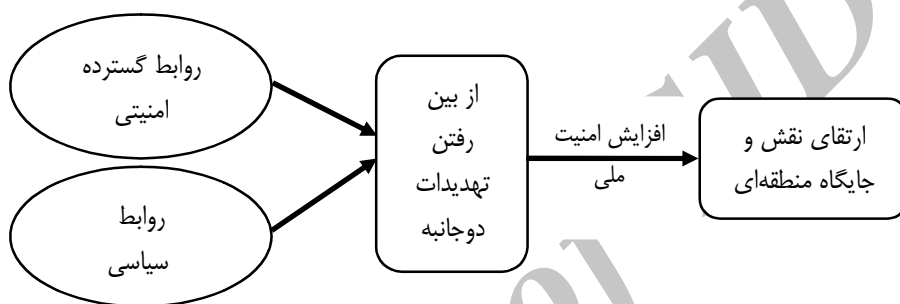 روابط گسترده
امنیتی
روابط
سیاسی
از بین
رفتن
تهدیدات
دوجانبه
افزایش امنیت
ملی
ارتقای نقش و
جایگاه منطقه‌ای